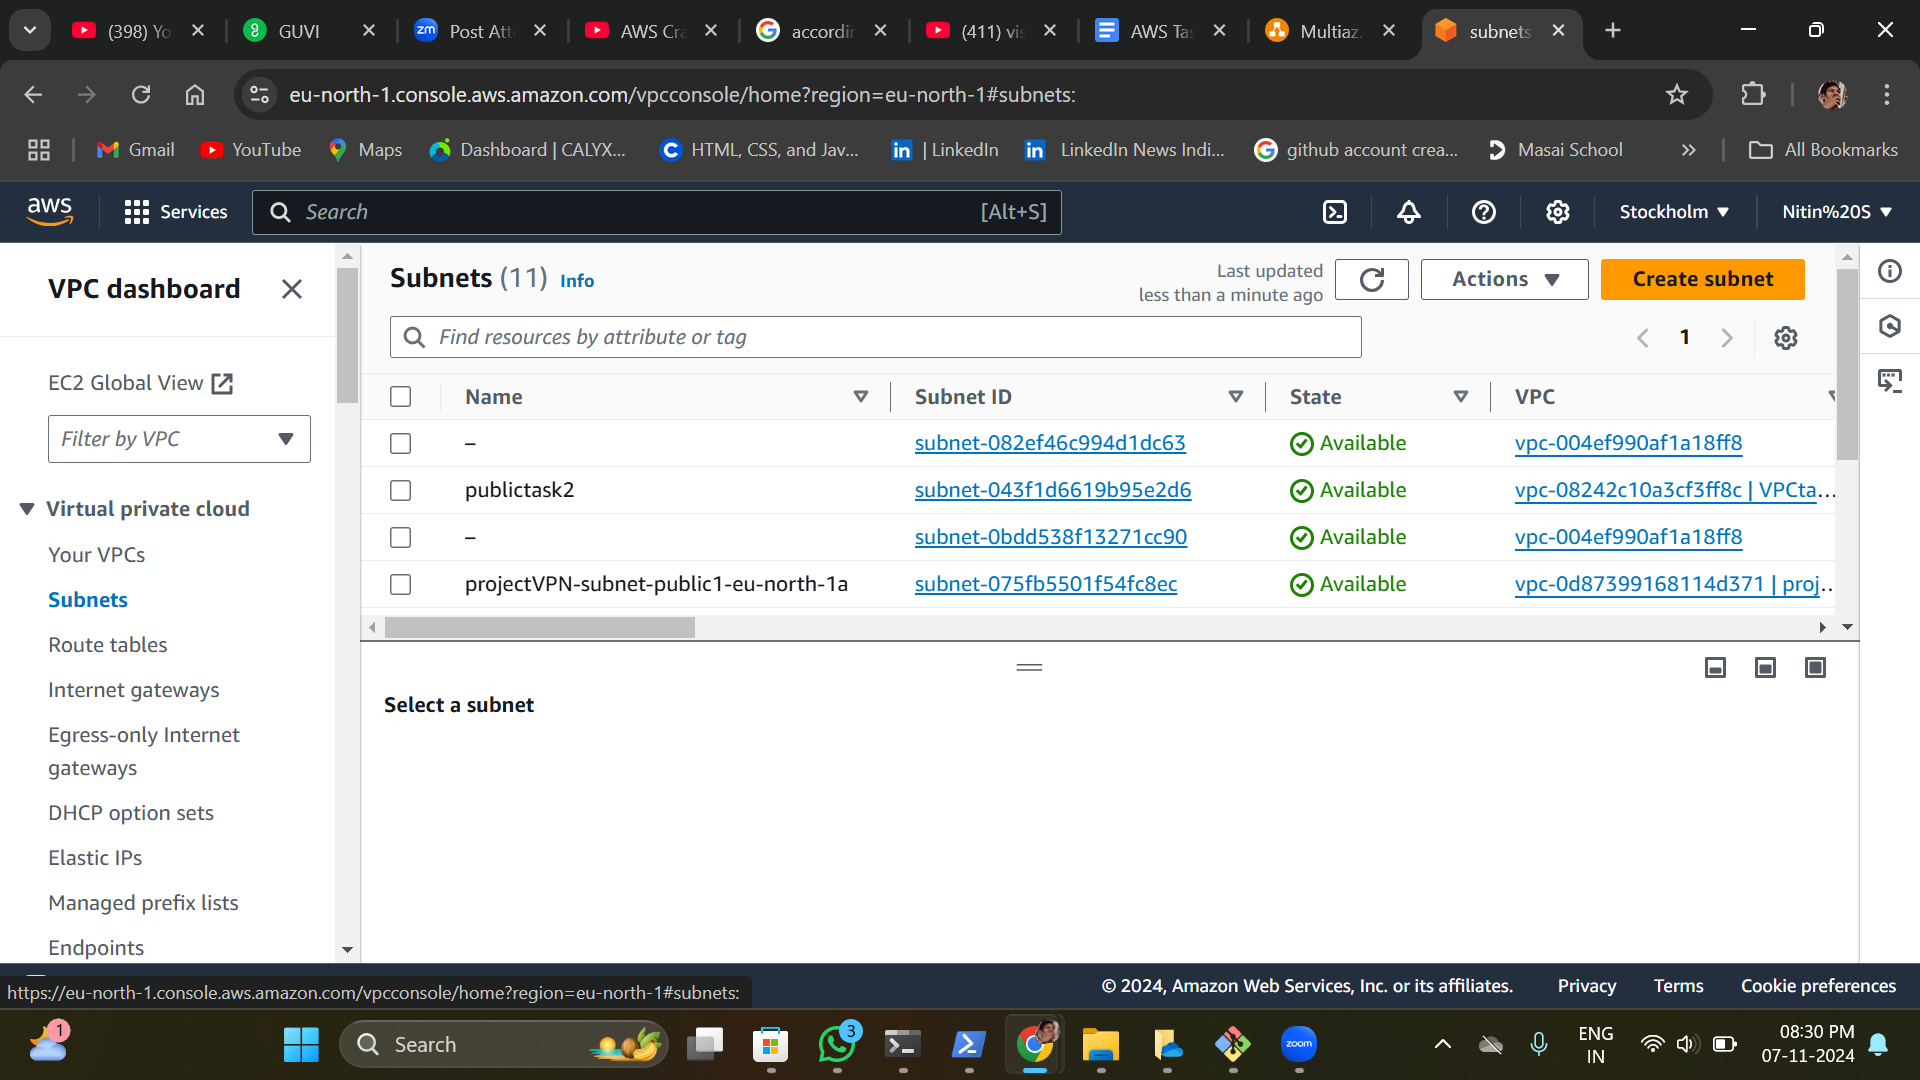 (398) Yo
GUVI
Post Att
AWS Cra
accordin
(411) vis
AWS Tas
Multiaz.
subnets
eu-north-1.console.aws.amazon.com/vpcconsole/home?region=eu-north-1#subnets:
Gmail
YouTube
Maps
Dashboard | CALYX...
HTML, CSS, and Jav...
| LinkedIn
LinkedIn News Indi...
github account crea...
Masai School
All Bookmarks
aws
Services
Search
[Alt+S]
Stockholm
Nitin%20S
VPC dashboard
EC2 Global View
Filter by VPC
Virtual private cloud
Your VPCs
Subnets
Route tables
Internet gateways
Egress-only Internet
gateways
DHCP option sets
Elastic IPs
Managed prefix lists
Endpoints
Subnets (11) Info
Last updated
less than a minute ago
Actions
Create subnet
Find resources by attribute or tag
1
Name Subnet ID State VPC
– subnet-082ef46c994d1dc63 Available vpc-004ef990af1a18ff8
publictask2 subnet-043f1d6619b95e2d6 Available vpc-08242c10a3cf3ff8c | VPCta...
– subnet-0bdd538f13271cc90 Available vpc-004ef990af1a18ff8
projectVPN-subnet-public1-eu-north-1a subnet-075fb5501f54fc8ec Available vpc-0d87399168114d371 | proj...
Select a subnet
https://eu-north-1.console.aws.amazon.com/vpcconsole/home?region=eu-north-1#subnets:
© 2024, Amazon Web Services, Inc. or its affiliates.
Privacy
Terms
Cookie preferences
1
Search
3
zoom
ENG
IN
08:30 PM
07-11-2024